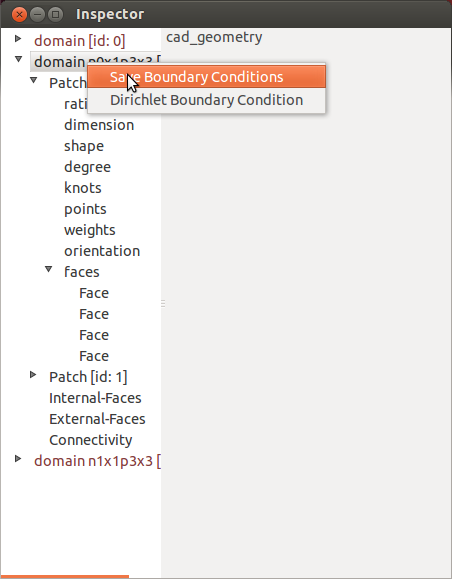 Inspector
domain [id: 0]
cad_geometry
domain n0x1p3x3 [
Save Boundary Conditions
Patch
Dirichlet Boundary Condition
rati
dimension
shape
degree
knots
points
weights
orientation
faces
Face
Face
Face
Face
Patch [id: 1]
Internal-Faces
External-Faces
Connectivity
domain n1x1p3x3 [